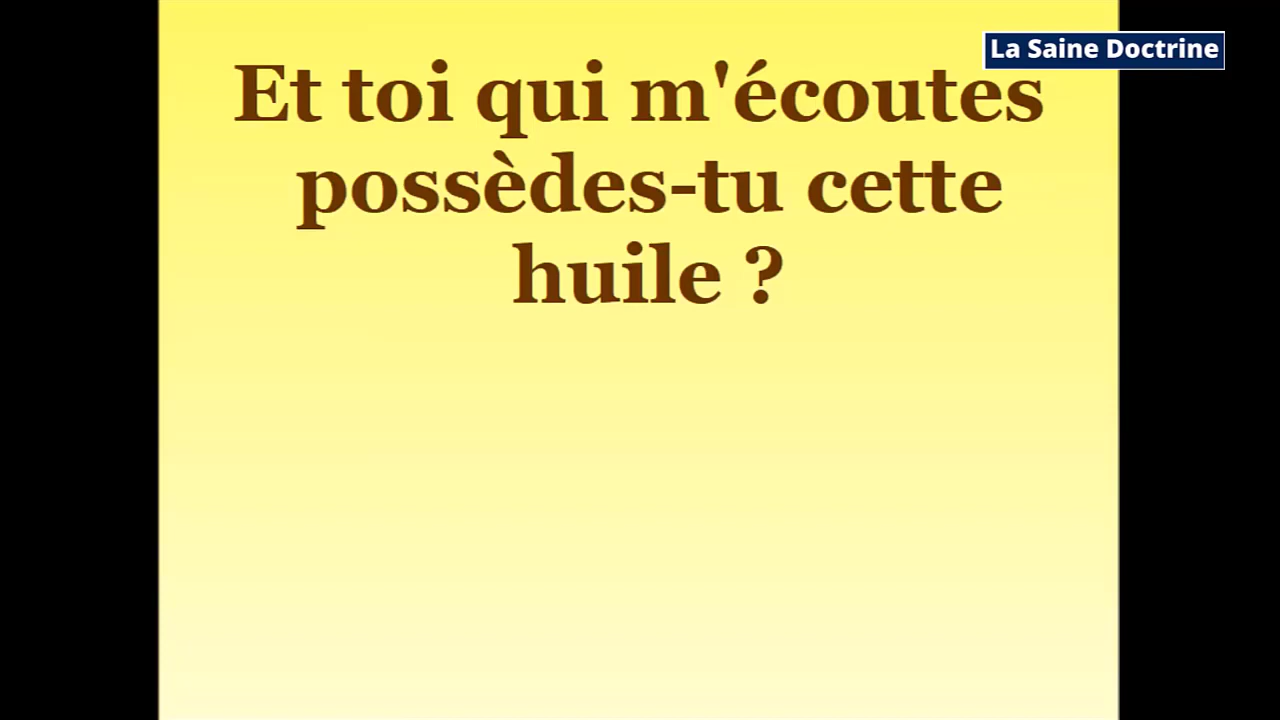 La Saine Doctrine
Et toi qui m'écoutes
possèdes-tu cette
huile ?